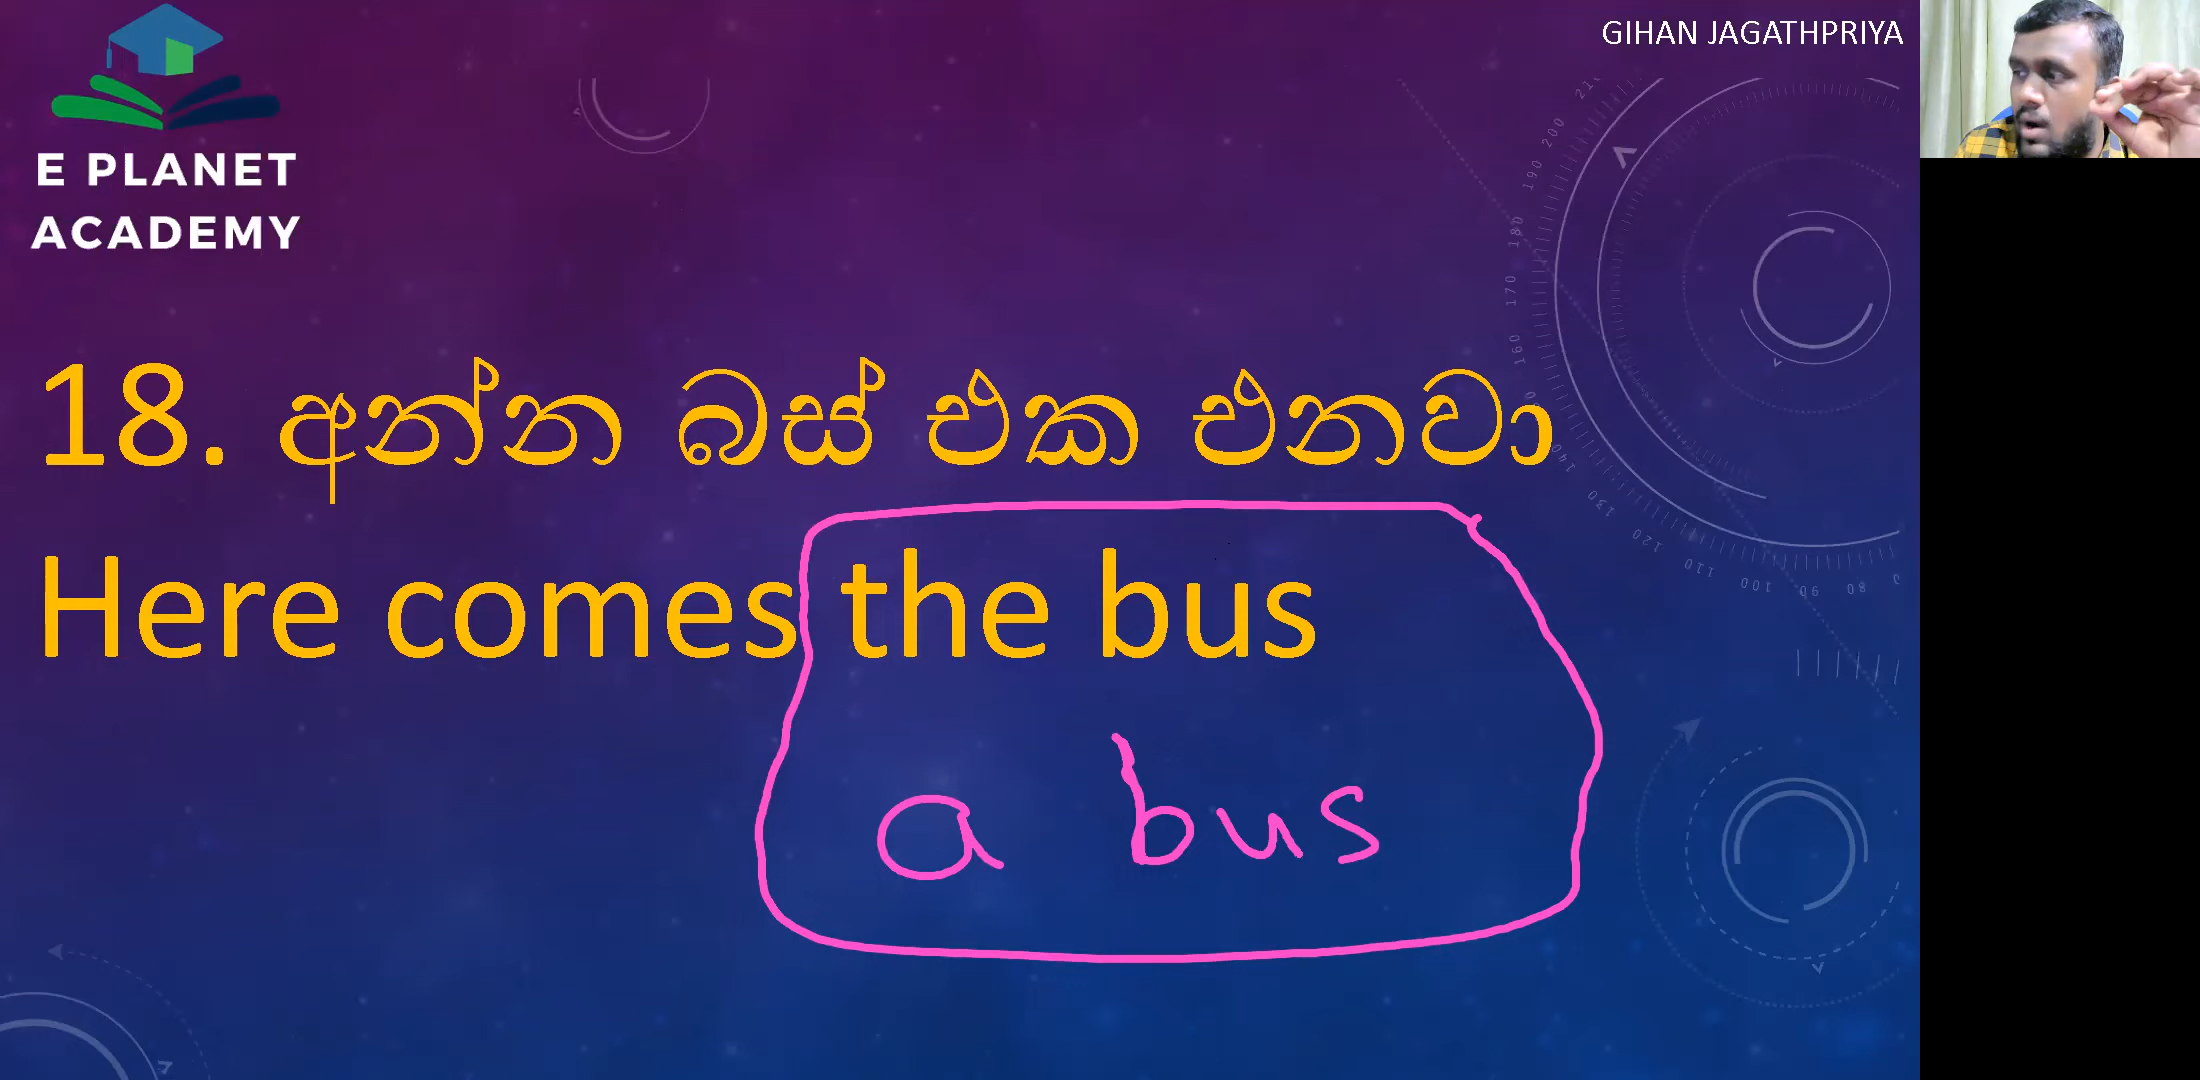 GIHAN JAGATHPRIYA
E PLANET
ACADEMY
18. අන්න බස් එක එනවා
Here comes the bus
a bus